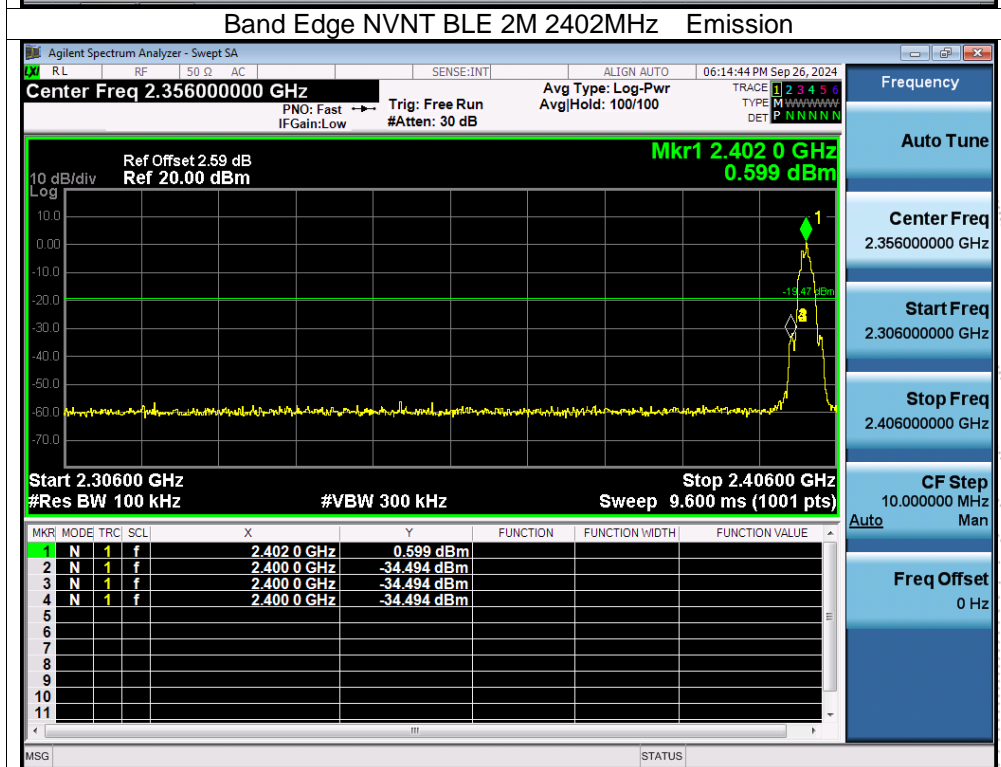 Band Edge NVNT BLE 2M 2402MHz Emission
Agilent Spectrum Analyzer - Swept SA
LXI RL RF 50 Ω AC SENSE:INT ALIGN AUTO 06:14:44 PM Sep 26, 2024
Center Freq 2.356000000 GHz
PNO: Fast
IFGain:Low
Trig: Free Run
#Atten: 30 dB
Avg Type: Log-Pwr
Avg|Hold: 100/100
TRACE 1 2 3 4 5 6
TYPE M WWWWW
DET P N N N N N
Frequency
Auto Tune
Center Freq
2.356000000 GHz
Start Freq
2.306000000 GHz
Stop Freq
2.406000000 GHz
CF Step
10.000000 MHz
Auto Man
Freq Offset
0 Hz
Mkr1 2.402 0 GHz
0.599 dBm
Ref Offset 2.59 dB
10 dB/div Ref 20.00 dBm
Log
10.0
0.00
-10.0
-20.0
-30.0
-40.0
-50.0
-60.0
-70.0
1
-19.47 dBm
Start 2.30600 GHz Stop 2.40600 GHz
#Res BW 100 kHz #VBW 300 kHz Sweep 9.600 ms (1001 pts)
MKR MODE TRC SCL X Y FUNCTION FUNCTION WIDTH FUNCTION VALUE
1 N 1 f 2.402 0 GHz 0.599 dBm
2 N 1 f 2.400 0 GHz -34.494 dBm
3 N 1 f 2.400 0 GHz -34.494 dBm
4 N 1 f 2.400 0 GHz -34.494 dBm
5
6
7
8
9
10
11
MSG STATUS